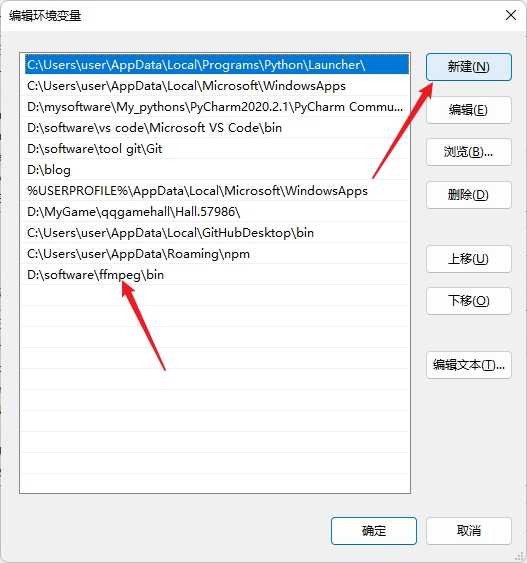 编辑环境变量
C:\Users\user\AppData\Local\Programs\Python\Launcher\
C:\Users\user\AppData\Local\Microsoft\WindowsApps
D:\mysoftware\My_pythons\PyCharm2020.2.1\PyCharm Commu...
D:\software\vs code\Microsoft VS Code\bin
D:\software\tool git\Git
D:\blog
%USERPROFILE%\AppData\Local\Microsoft\WindowsApps
D:\MyGame\qqgamehall\Hall.57986\
C:\Users\user\AppData\Local\GitHubDesktop\bin
C:\Users\user\AppData\Roaming\npm
D:\software\ffmpeg\bin
新建(N)
编辑(E)
浏览(B)...
删除(D)
上移(U)
下移(O)
编辑文本(T)...
确定
取消